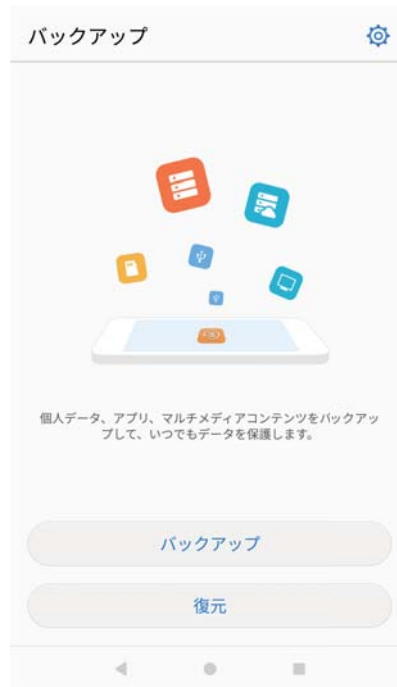 バックアップ
個人データ、アプリ、マルチメディアコンテンツをバックアッ
プして、いつでもデータを保護します。
バックアップ
復元